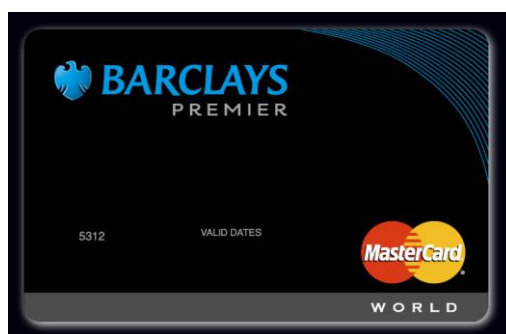 BARCLAYS
PREMIER
5312 VALID DATES
MasterCard
WORLD